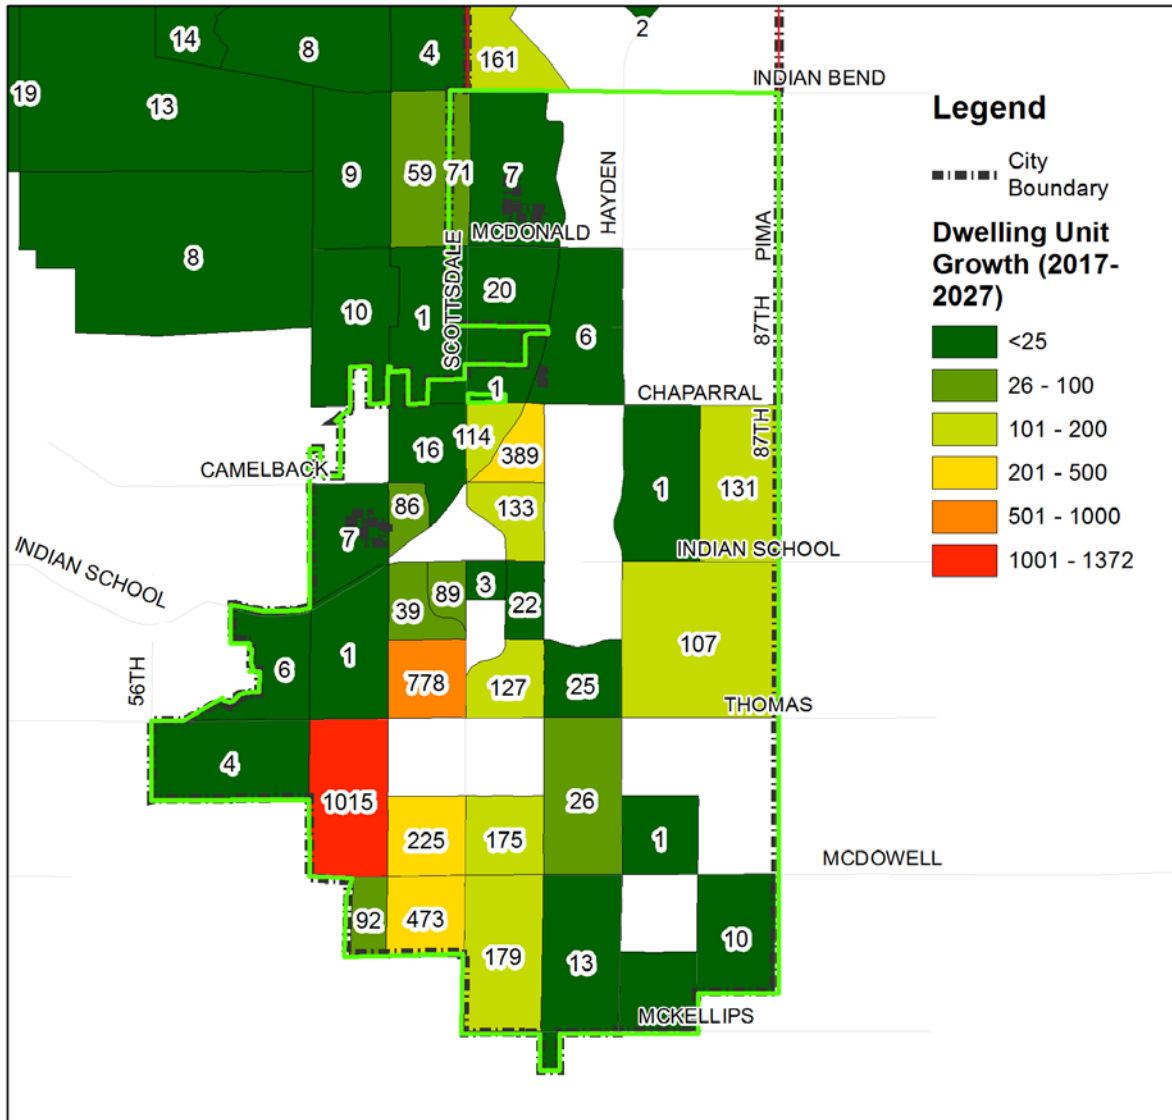 2
14
8
4
161
INDIAN BEND
19
13
Legend
City
Boundary
9
59
71
7
HAYDEN
MCDONALD
PIMA
Dwelling Unit
Growth (2017-
2027)
8
SCOTTSDALE
20
10
1
6
87TH
<25
26 - 100
1
CHAPARRAL
101 - 200
114
87TH
16
389
CAMELBACK
201 - 500
1
131
86
133
501 - 1000
7
INDIAN SCHOOL
INDIAN SCHOOL
1001 - 1372
3
89
22
39
107
1
6
56TH
778
127
25
THOMAS
4
1015
26
225
175
1
MCDOWELL
92
473
10
179
13
MCKELLIPS